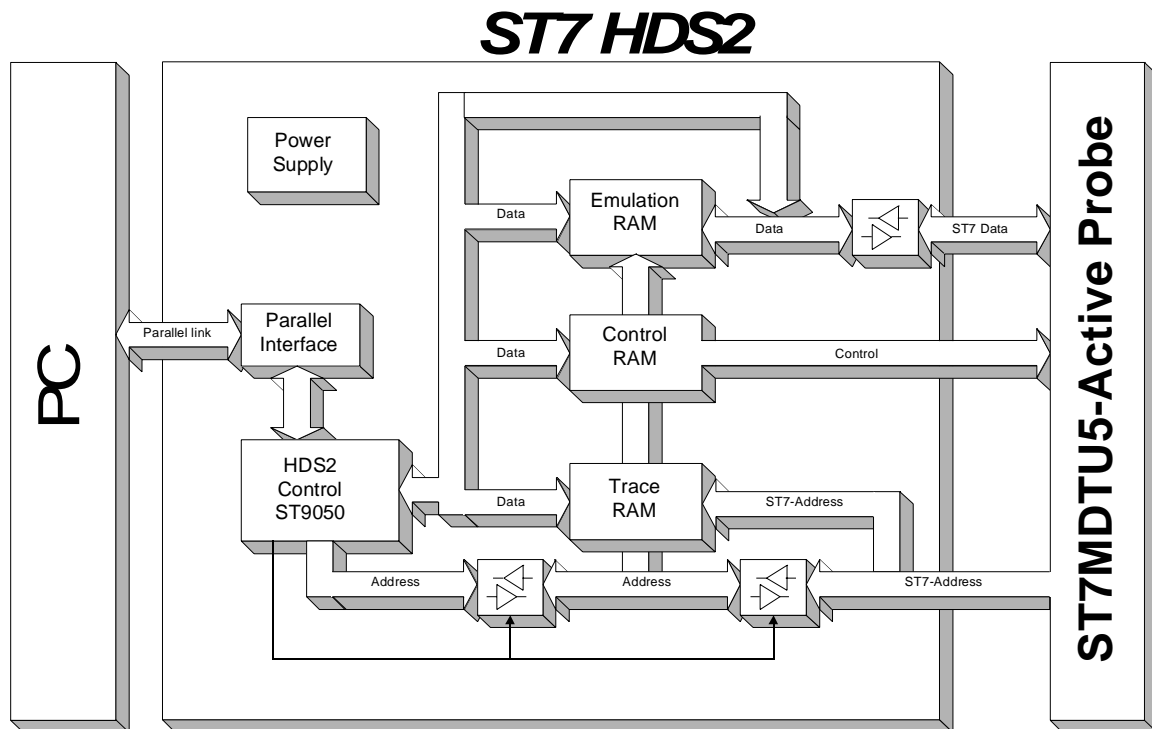 ST7 HDS2
PC
Power
Supply
Emulation
RAM
Data
Data
ST7 Data
Parallel link
Parallel
Interface
Data
Control
RAM
Control
HDS2
Control
ST9050
Data
Trace
RAM
ST7-Address
Address
Address
ST7-Address
ST7MDTU5-Active Probe